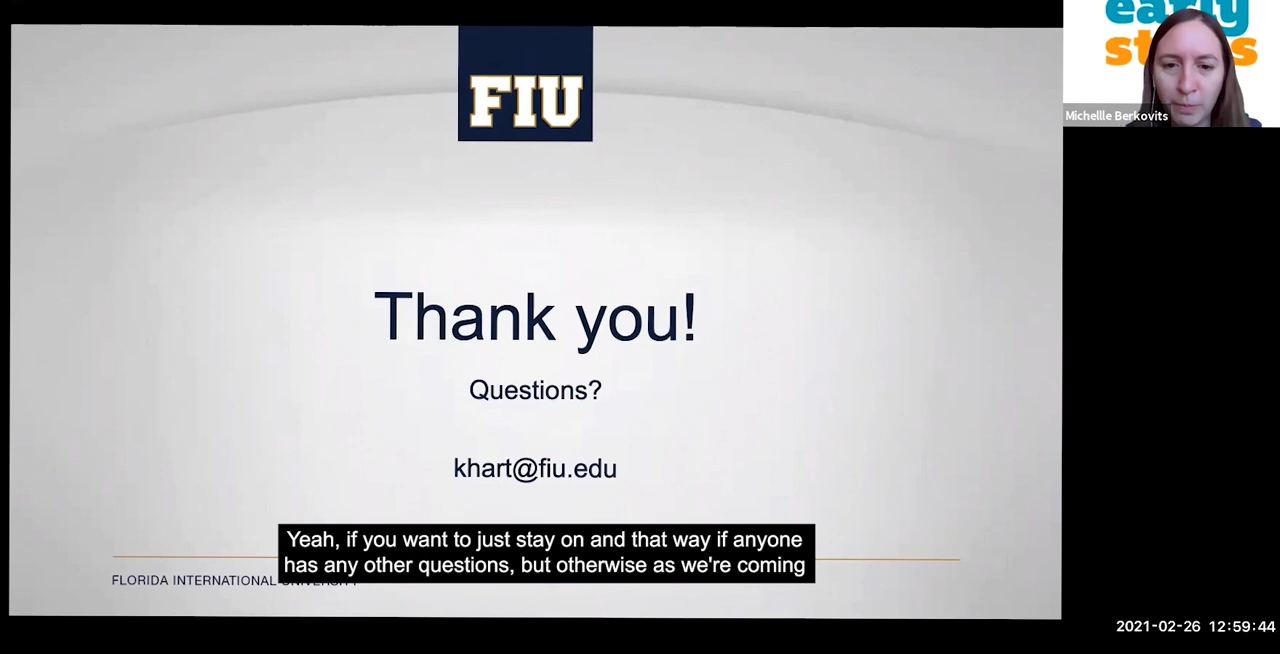 early
Michellle Berkovits
FIU
Thank you!
Questions?
khart@fiu.edu
Yeah, if you want to just stay on and that way if anyone
has any other questions, but otherwise as we're coming
FLORIDA INTERNATIONAL UNIVERSITY
2021-02-26 12:59:44